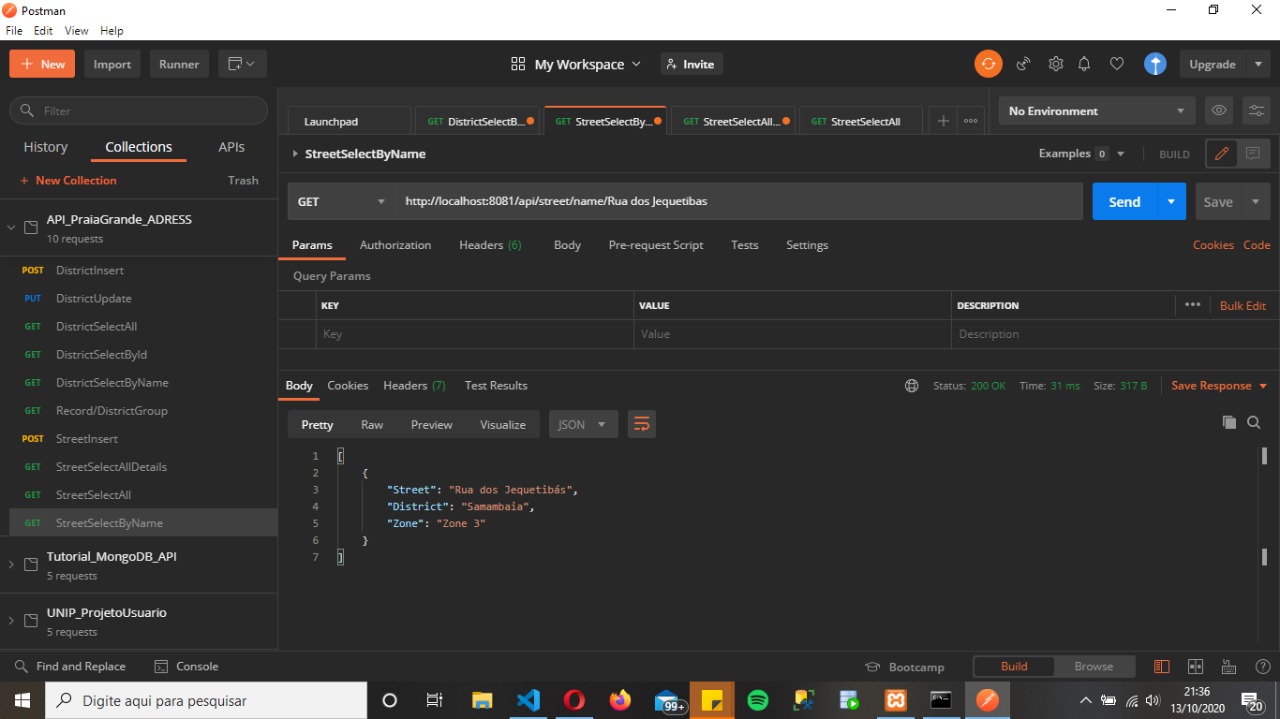 Postman
File Edit View Help
+ New Import Runner My Workspace Invite Upgrade
Filter
History Collections APIs
+ New Collection Trash
API_PraiaGrande_ADRESS
10 requests
POST DistrictInsert
PUT DistrictUpdate
GET DistrictSelectAll
GET DistrictSelectById
GET DistrictSelectByName
GET Record/DistrictGroup
POST StreetInsert
GET StreetSelectAllDetails
GET StreetSelectAll
GET StreetSelectByName
Tutorial_MongoDB_API
5 requests
UNIP_ProjetoUsuario
5 requests
Launchpad GET DistrictSelectB... GET StreetSelectBy... GET StreetSelectAll... GET StreetSelectAll No Environment
StreetSelectByName Examples 0 BUILD
GET http://localhost:8081/api/street/name/Rua dos Jequetibas Send Save
Params Authorization Headers (6) Body Pre-request Script Tests Settings Cookies Code
Query Params
KEY VALUE DESCRIPTION Bulk Edit
Key Value Description
Body Cookies Headers (7) Test Results Status: 200 OK Time: 31 ms Size: 317 B Save Response
Pretty Raw Preview Visualize JSON
1 [
2 {
3 "Street": "Rua dos Jequetibás",
4 "District": "Samambaia",
5 "Zone": "Zone 3"
6 }
7 ]
Find and Replace Console Bootcamp Build Browse
Digite aqui para pesquisar 99+ 21:36
13/10/2020 20